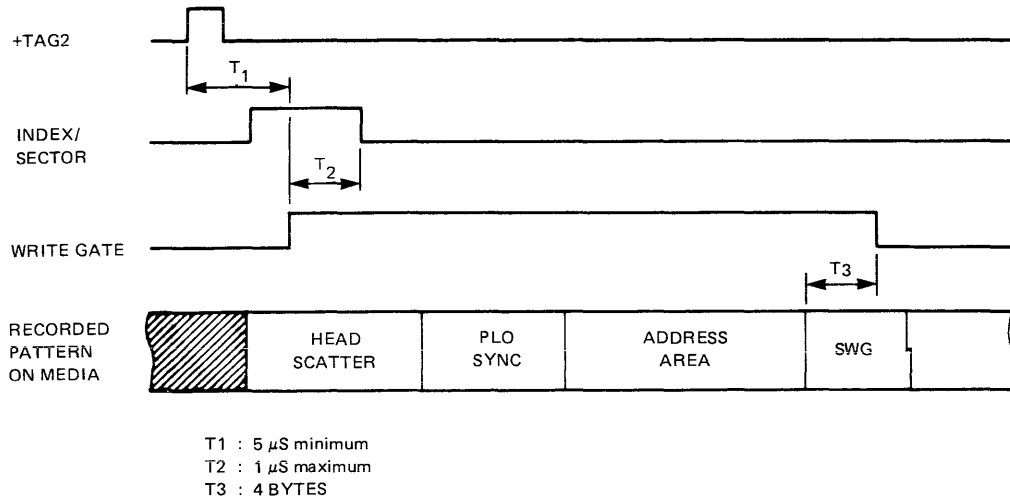 +TAG2
T1
INDEX/
SECTOR
T2
WRITE GATE
T3
RECORDED
PATTERN
ON MEDIA
HEAD
SCATTER
PLO
SYNC
ADDRESS
AREA
SWG
T1 : 5 μS minimum
T2 : 1 μS maximum
T3 : 4 BYTES